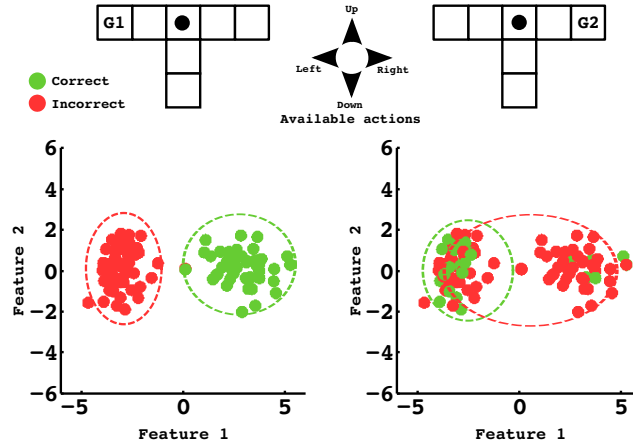 G1
G2
Up
Left
Right
Down
Available actions
Correct
Incorrect
6
4
2
0
−2
−4
−6
Feature 2
−5
0
5
Feature 1
6
4
2
0
−2
−4
−6
Feature 2
−5
0
5
Feature 1